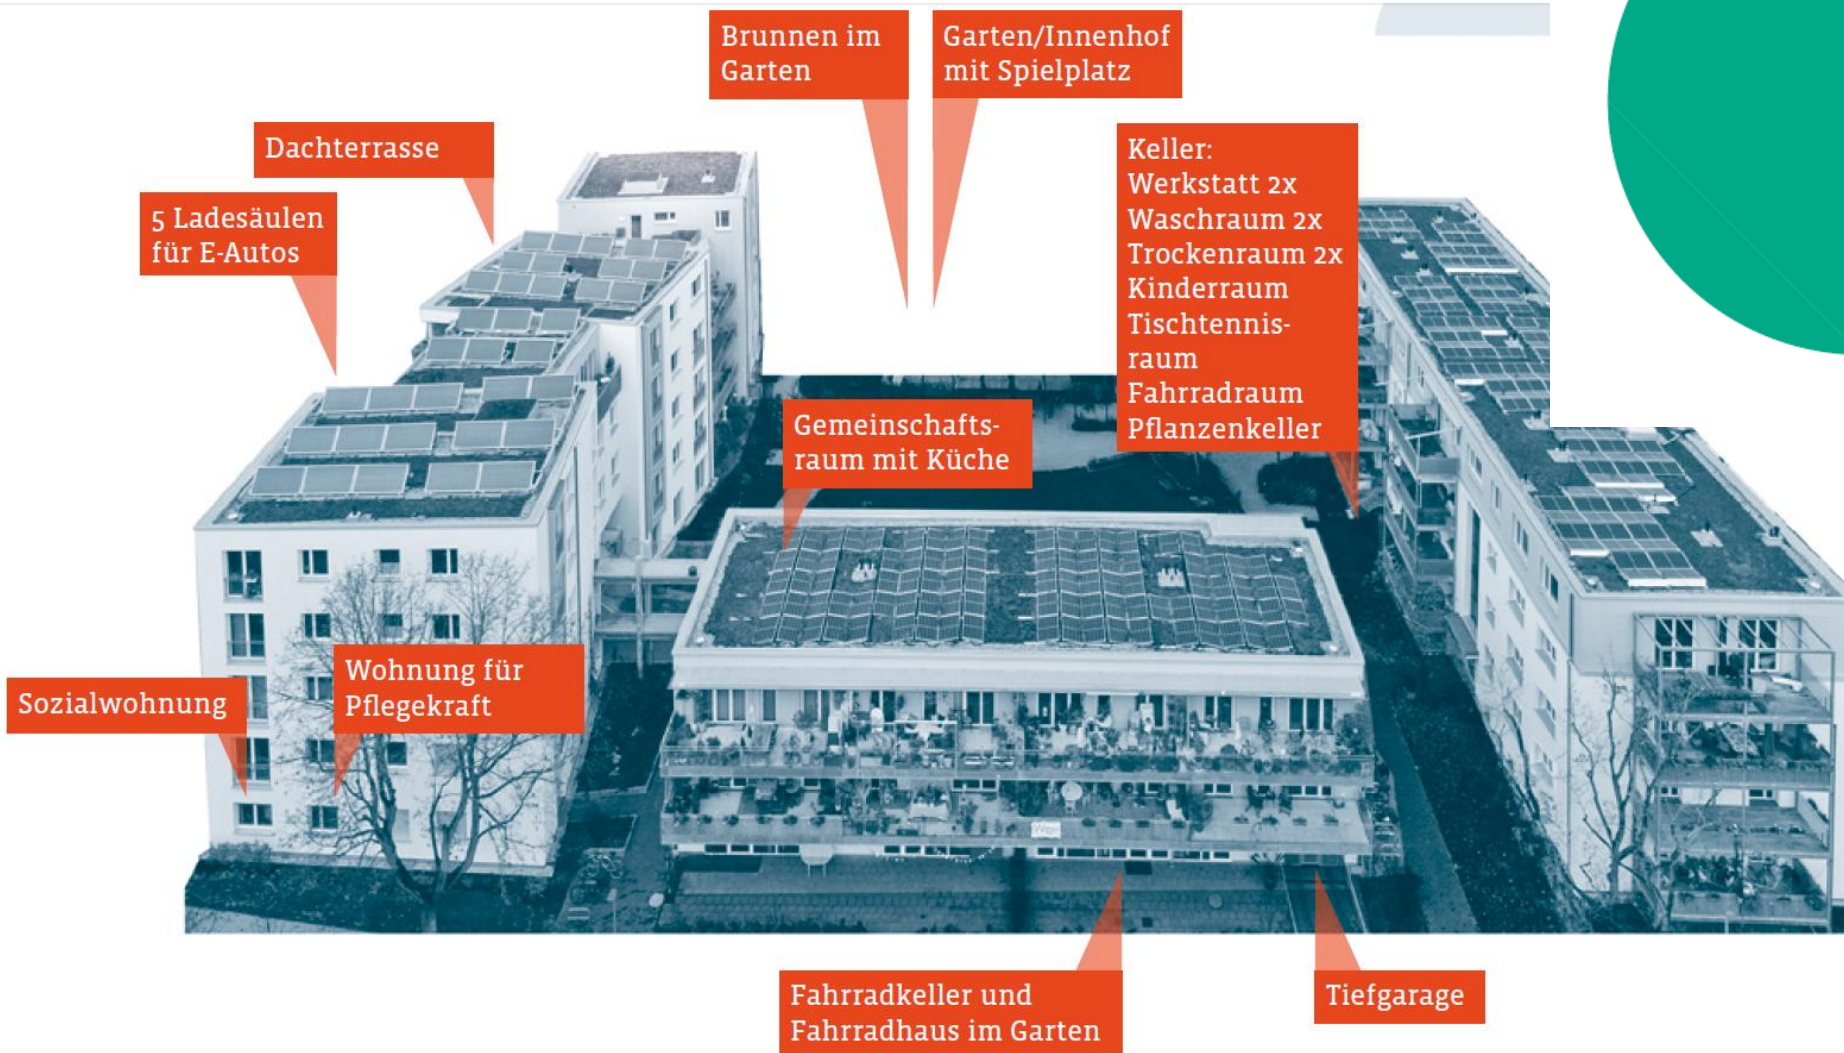 Brunnen im
Garten
Garten/Innenhof
mit Spielplatz
Dachterrasse
5 Ladesäulen
für E-Autos
Keller:
Werkstatt 2x
Waschraum 2x
Trockenraum 2x
Kinderraum
Tischtennis-
raum
Fahrradraum
Pflanzenkeller
Gemeinschafts-
raum mit Küche
Sozialwohnung
Wohnung für
Pflegekraft
Fahrradkeller und
Fahrradhaus im Garten
Tiefgarage